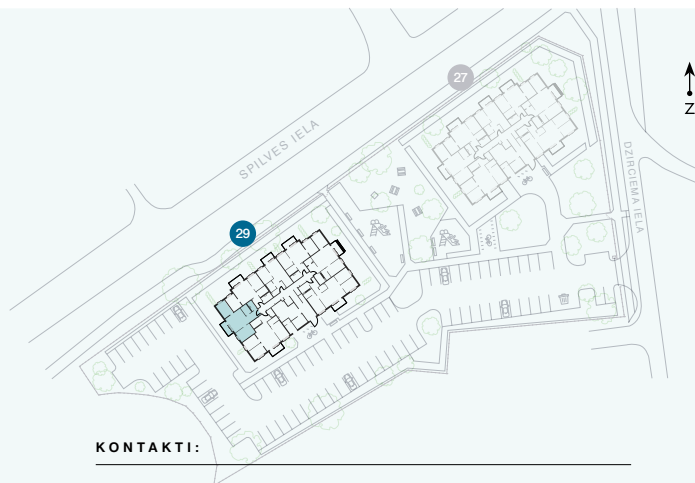 27
Z
SPILVES IELA
DZIRCIEMA IELA
29
KONTAKTI: